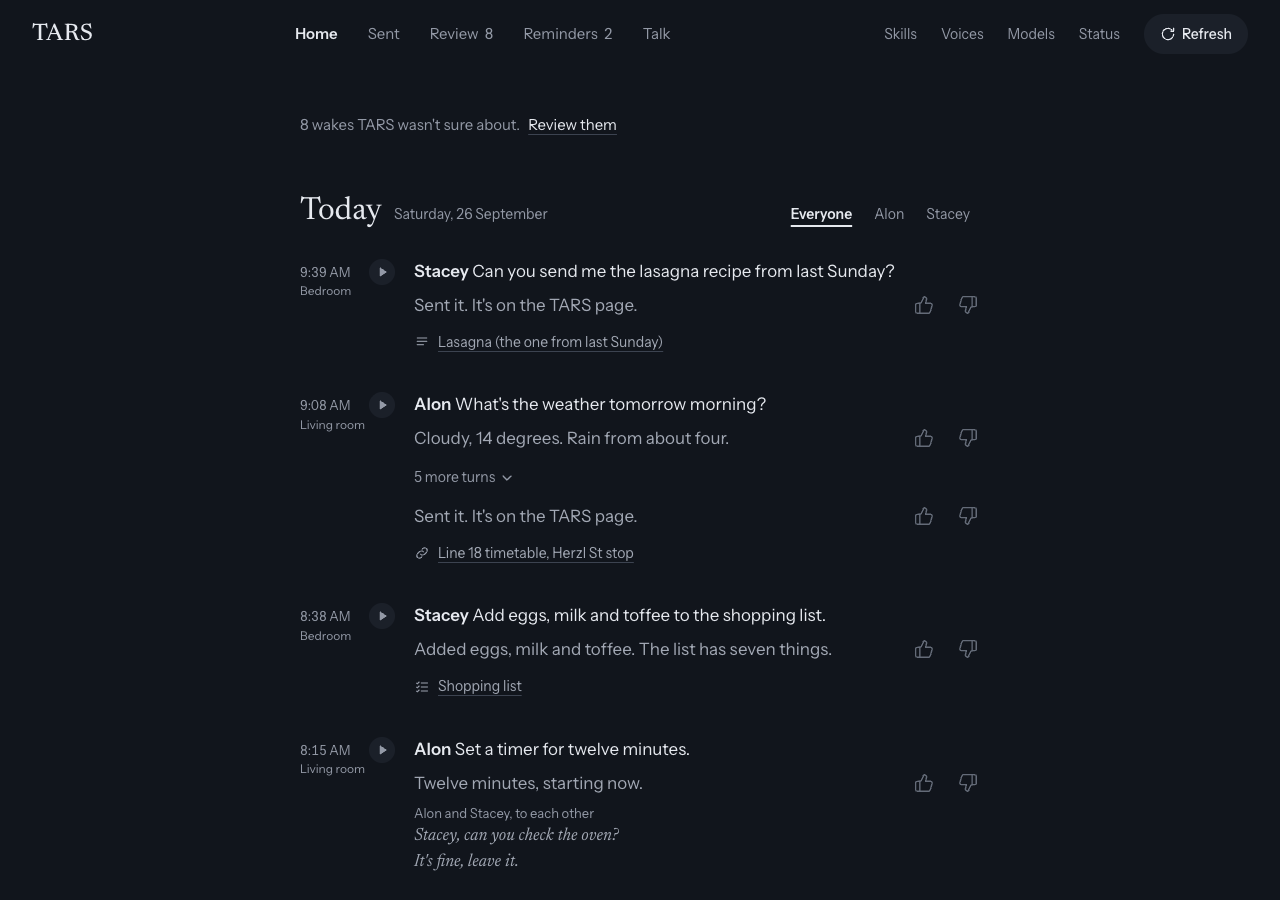 TARS
Home Sent Review 8 Reminders 2 Talk
Skills Voices Models Status Refresh
8 wakes TARS wasn't sure about. Review them
Today Saturday, 26 September
Everyone Alon Stacey
9:39 AM
Bedroom
Stacey Can you send me the lasagna recipe from last Sunday?
Sent it. It's on the TARS page.
Lasagna (the one from last Sunday)
9:08 AM
Living room
Alon What's the weather tomorrow morning?
Cloudy, 14 degrees. Rain from about four.
5 more turns
Sent it. It's on the TARS page.
Line 18 timetable, Herzl St stop
8:38 AM
Bedroom
Stacey Add eggs, milk and toffee to the shopping list.
Added eggs, milk and toffee. The list has seven things.
Shopping list
8:15 AM
Living room
Alon Set a timer for twelve minutes.
Twelve minutes, starting now.
Alon and Stacey, to each other
Stacey, can you check the oven?
It's fine, leave it.